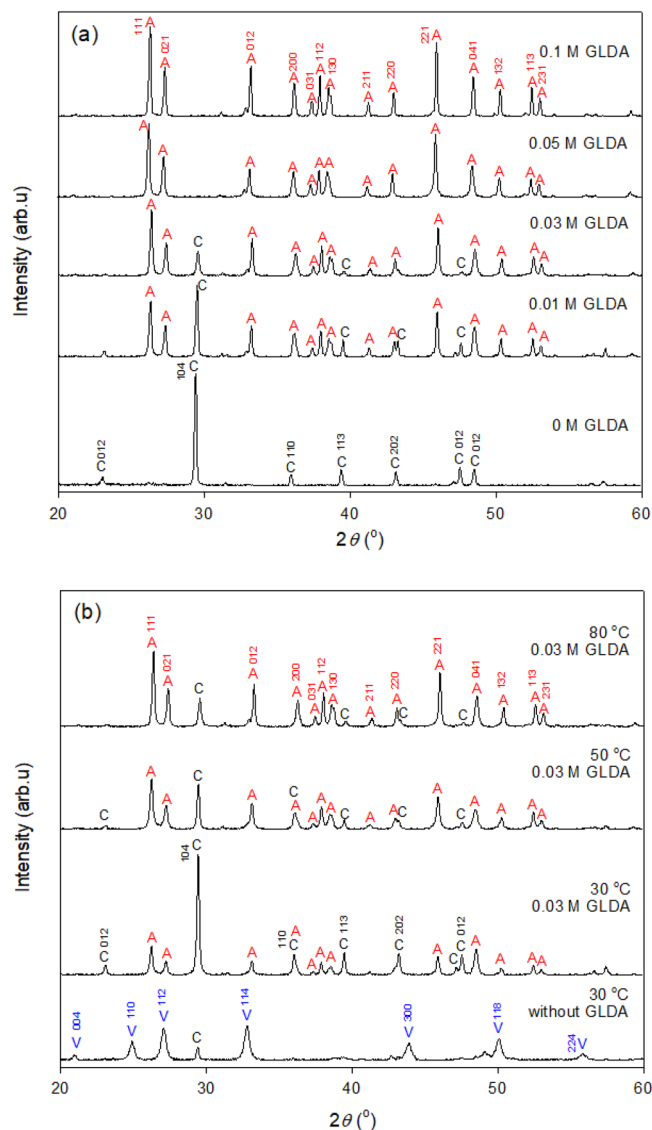 (a)
111 A
A 021
A 012
A 200
A 031
A 112
A 130
A 211
A 220
221 A
A 041
A 132
A 113
A 231
0.1 M GLDA
A A A A A A A A A A A A A A
0.05 M GLDA
A A C A A A A A C A A A C A A A A
0.03 M GLDA
A A C A A A A A C A A C A C A A A A
0.01 M GLDA
C 012
104 C
C 110
C 113
C 202
C 012
C 012
0 M GLDA
Intensity (arb.u)
20 30 40 50 60
2θ (°)
(b)
A 111
A 021
C
A 012
A 200
A 031
A 112
A 130
C
A 211
A 220
C
A 221
C
A 041
A 132
A 113
A 231
80 °C
0.03 M GLDA
C A A C A C A A A A C A A C A C A A A A
50 °C
0.03 M GLDA
C 012
A
A
104 C
A
110 C
A
A
A
A
C 113
C 202
A
C
C 012
A
A
A
A
30 °C
0.03 M GLDA
V 004
V 110
V 112
C
V 114
V 300
V 118
224 V
30 °C
without GLDA
Intensity (arb.u)
20 30 40 50 60
2θ (°)